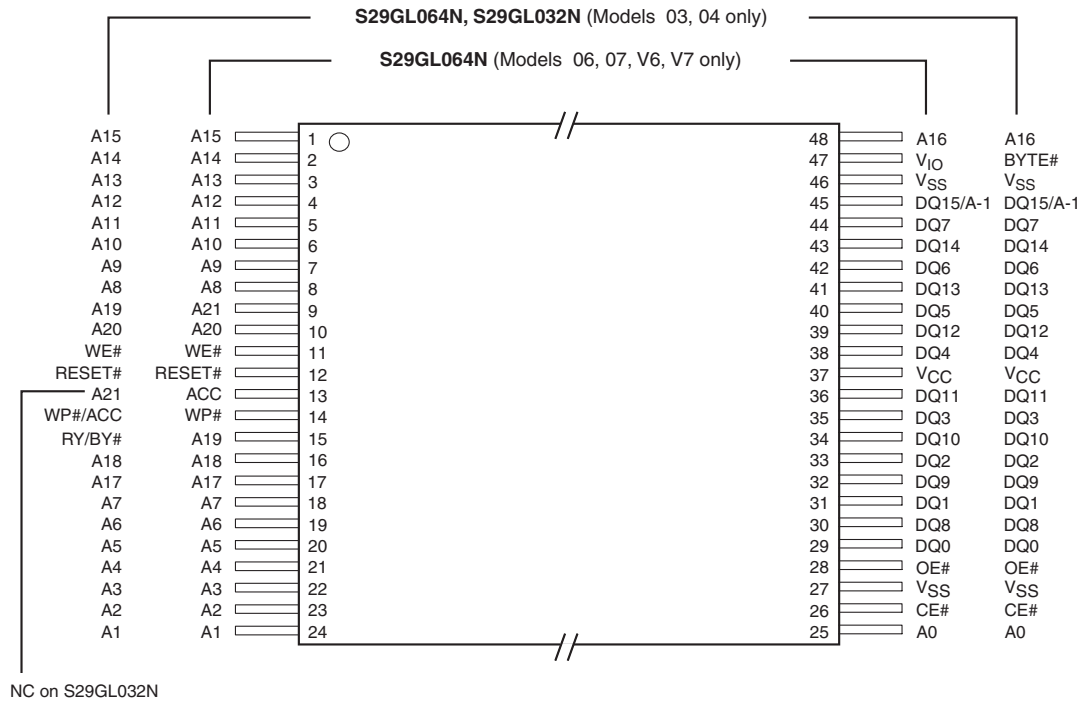 S29GL064N, S29GL032N (Models 03, 04 only)
S29GL064N (Models 06, 07, V6, V7 only)
A15 A15 1 48 A16 A16
A14 A14 2 47 VIO BYTE#
A13 A13 3 46 VSS VSS
A12 A12 4 45 DQ15/A-1 DQ15/A-1
A11 A11 5 44 DQ7 DQ7
A10 A10 6 43 DQ14 DQ14
A9 A9 7 42 DQ6 DQ6
A8 A8 8 41 DQ13 DQ13
A19 A21 9 40 DQ5 DQ5
A20 A20 10 39 DQ12 DQ12
WE# WE# 11 38 DQ4 DQ4
RESET# RESET# 12 37 VCC VCC
A21 ACC 13 36 DQ11 DQ11
WP#/ACC WP# 14 35 DQ3 DQ3
RY/BY# A19 15 34 DQ10 DQ10
A18 A18 16 33 DQ2 DQ2
A17 A17 17 32 DQ9 DQ9
A7 A7 18 31 DQ1 DQ1
A6 A6 19 30 DQ8 DQ8
A5 A5 20 29 DQ0 DQ0
A4 A4 21 28 OE# OE#
A3 A3 22 27 VSS VSS
A2 A2 23 26 CE# CE#
A1 A1 24 25 A0 A0
NC on S29GL032N